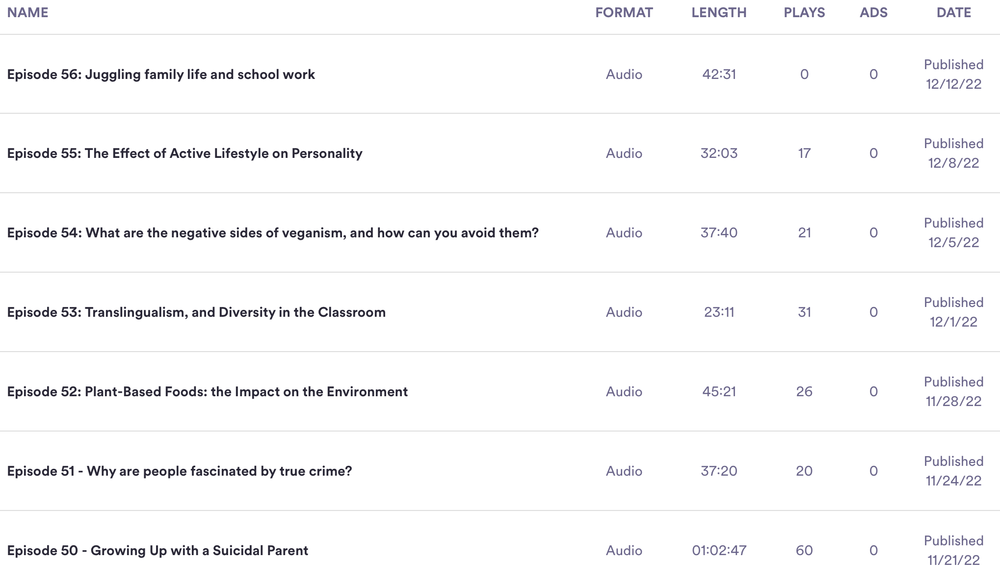 NAME FORMAT LENGTH PLAYS ADS DATE
Episode 56: Juggling family life and school work Audio 42:31 0 0 Published
12/12/22
Episode 55: The Effect of Active Lifestyle on Personality Audio 32:03 17 0 Published
12/8/22
Episode 54: What are the negative sides of veganism, and how can you avoid them? Audio 37:40 21 0 Published
12/5/22
Episode 53: Translingualism, and Diversity in the Classroom Audio 23:11 31 0 Published
12/1/22
Episode 52: Plant-Based Foods: the Impact on the Environment Audio 45:21 26 0 Published
11/28/22
Episode 51 - Why are people fascinated by true crime? Audio 37:20 20 0 Published
11/24/22
Episode 50 - Growing Up with a Suicidal Parent Audio 01:02:47 60 0 Published
11/21/22